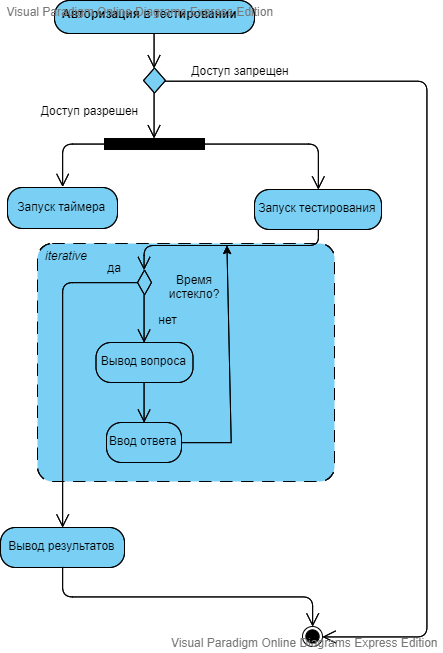 Visual Paradigm Online Diagrams Express Edition
Авторизация в тестировании
Доступ запрещен
Доступ разрешен
Запуск таймера
Запуск тестирования
iterative
да
Время
истекло?
нет
Вывод вопроса
Ввод ответа
Вывод результатов
Visual Paradigm Online Diagrams Express Edition